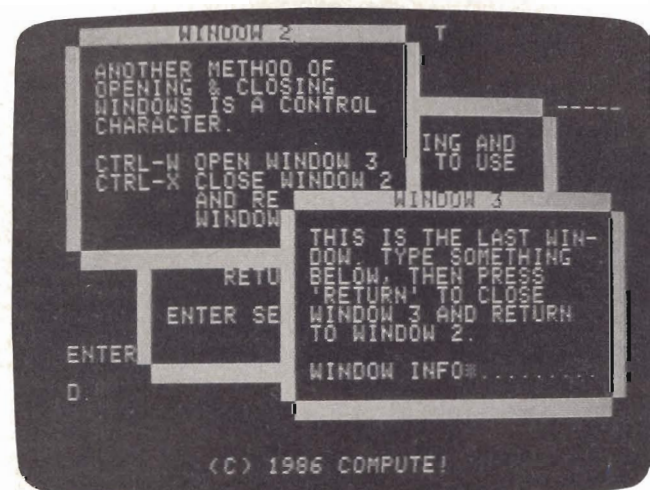 WINDOW 2
T
ANOTHER METHOD OF
OPENING & CLOSING
WINDOWS IS A CONTROL
CHARACTER.
-----
ING AND
TO USE
CTRL-W OPEN WINDOW 3
CTRL-X CLOSE WINDOW 2
AND RE
WINDOW
WINDOW 3
THIS IS THE LAST WIN-
DOW. TYPE SOMETHING
BELOW, THEN PRESS
'RETURN' TO CLOSE
WINDOW 3 AND RETURN
TO WINDOW 2.
WINDOW INFO#.........
RETU
ENTER SE
ENTER
D.
(C) 1986 COMPUTE!